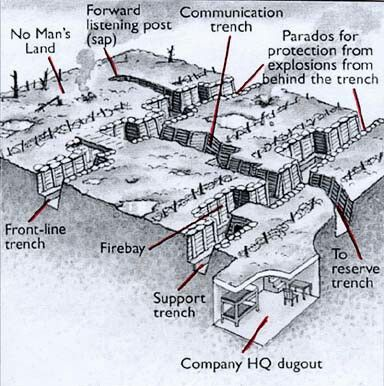 No Man's
Land
Forward
listening post
(sap)
Communication
trench
Parados for
protection from
explosions from
behind the trench
Front-line
trench
Firebay
Support
trench
To
reserve
trench
Company HQ dugout